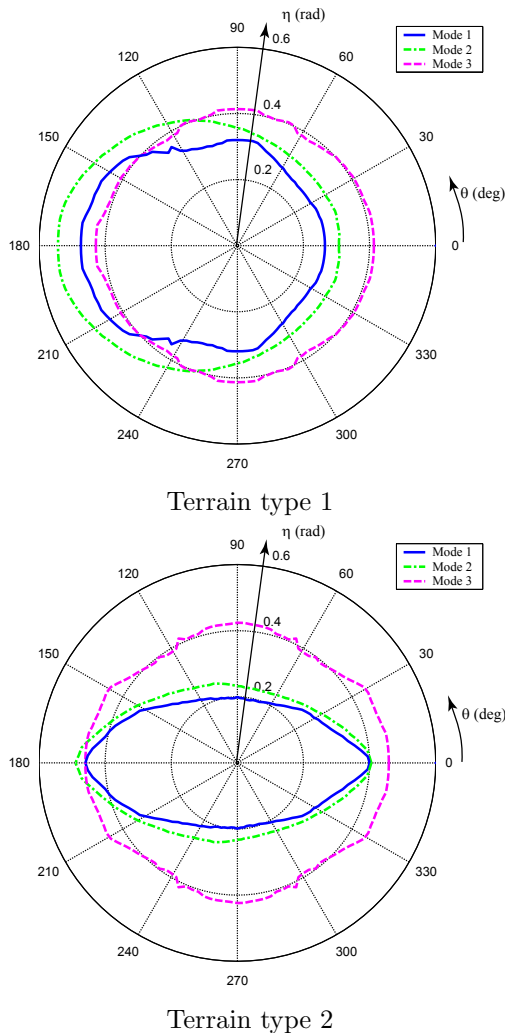 90
η (rad)
0.6
120
60
Mode 1
Mode 2
Mode 3
0.4
150
30
0.2
θ (deg)
180
0
210
330
240
300
270
Terrain type 1
90
η (rad)
0.6
120
60
Mode 1
Mode 2
Mode 3
0.4
150
30
0.2
θ (deg)
180
0
210
330
240
300
270
Terrain type 2